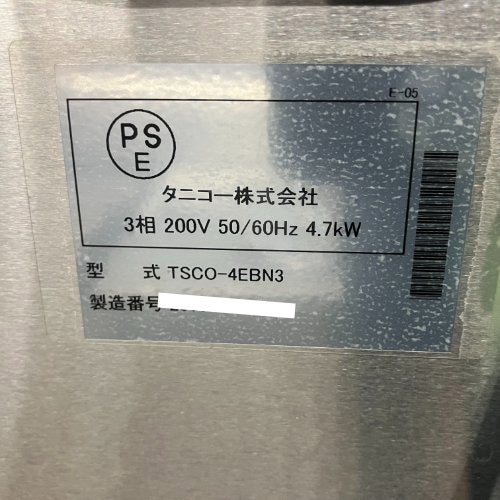 E-05
PS
E
タニコー株式会社
3相 200V 50/60Hz 4.7kW
型 式 TSCO-4EBN3
製造番号